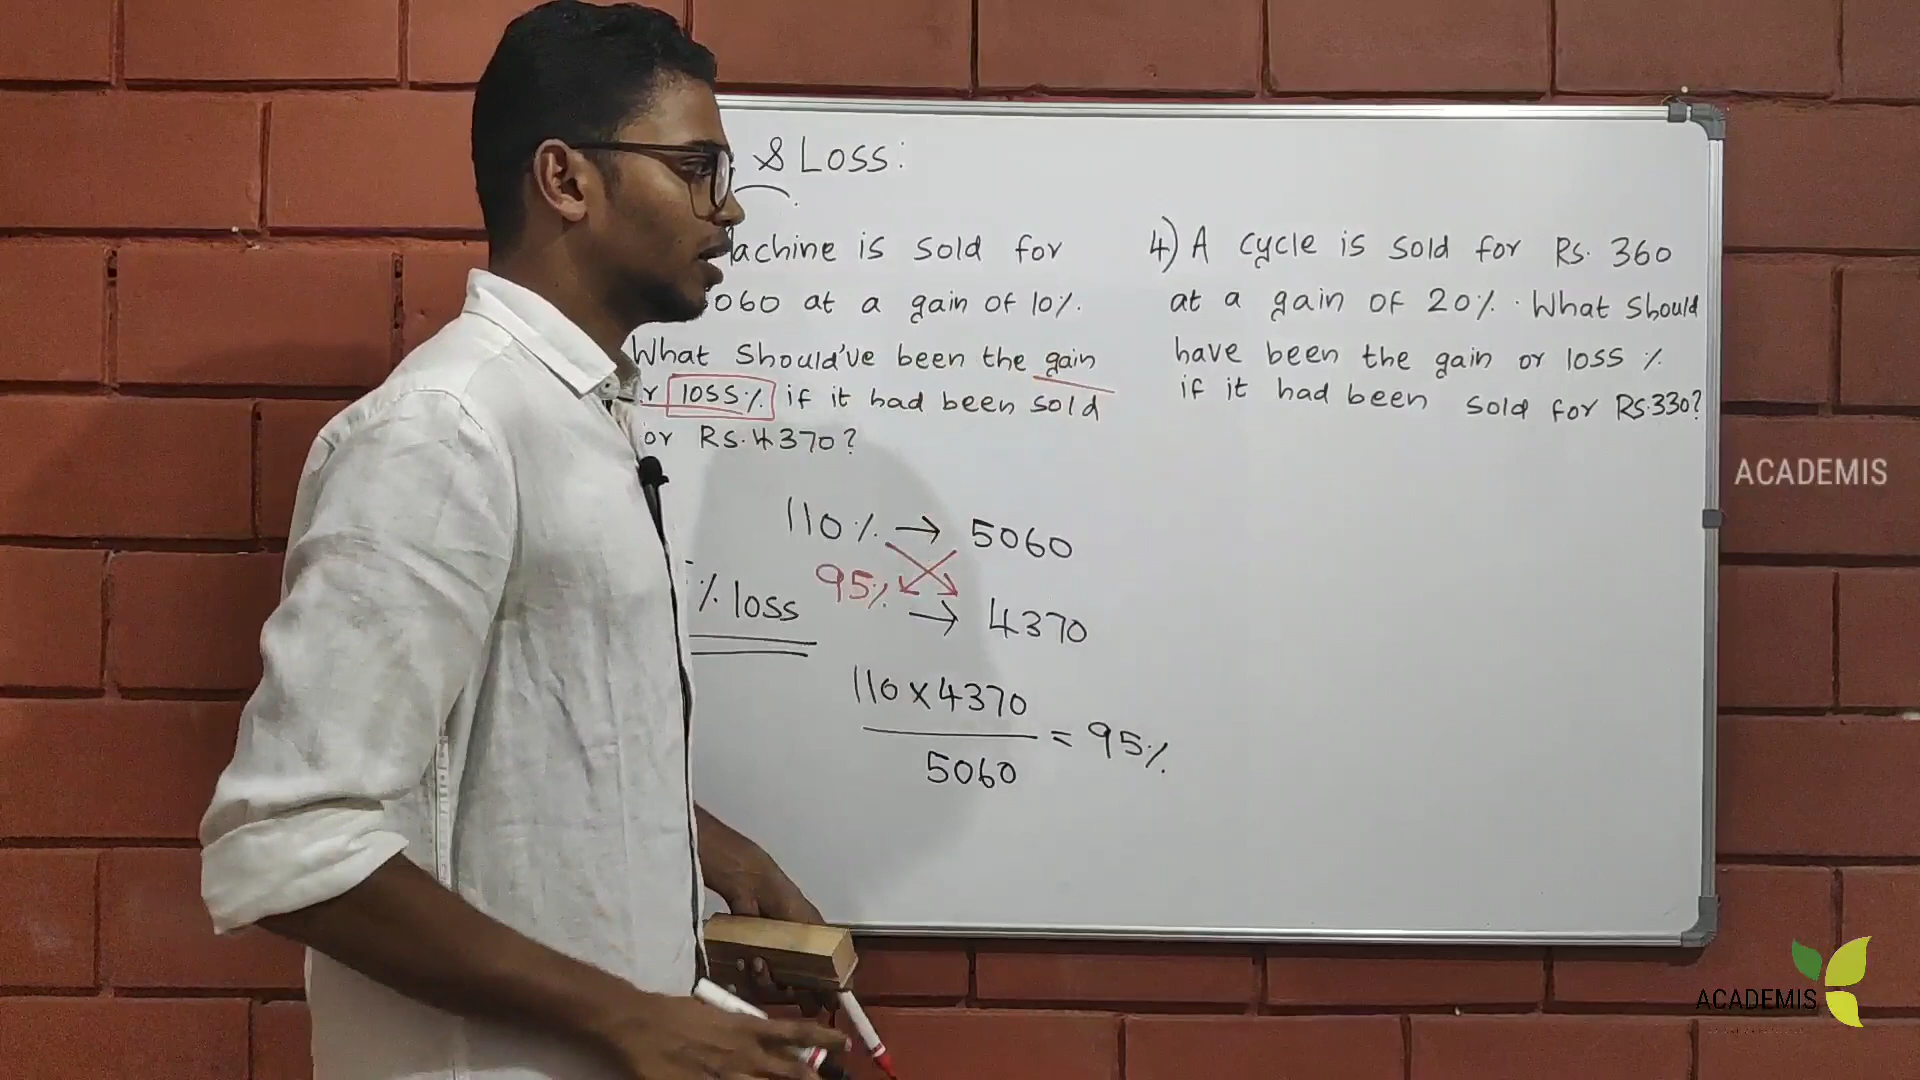 & Loss:
achine is sold for
060 at a gain of 10%.
What Should've been the gain
r loss% if it had been sold
or Rs.4370?
110% → 5060
95% → 4370
% loss
110 x 4370
5060
= 95%
4) A cycle is sold for Rs. 360
at a gain of 20%. What should
have been the gain or loss %
if it had been sold for Rs.330?
ACADEMIS
ACADEMIS